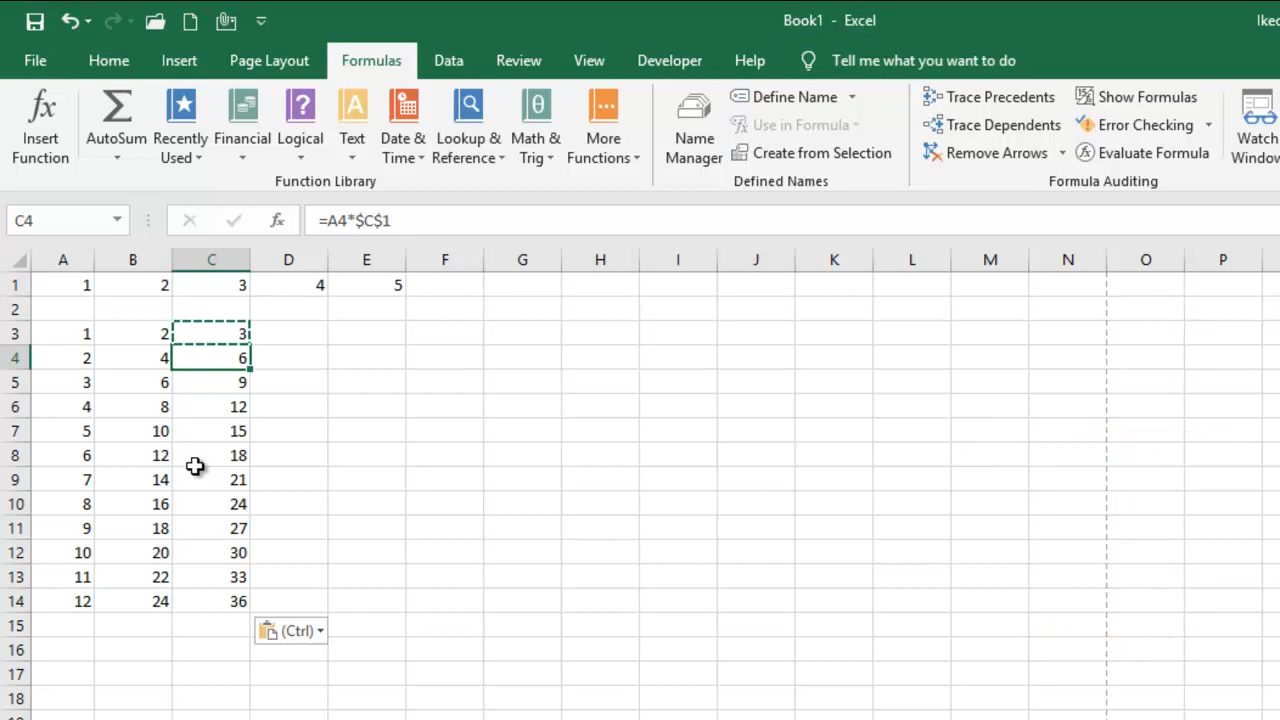 Book1 - Excel
Iked
File Home Insert Page Layout Formulas Data Review View Developer Help Tell me what you want to do
fx Insert Function
AutoSum
Recently Used
Financial
Logical
Text
Date & Time
Lookup & Reference
Math & Trig
More Functions
Function Library
Name Manager
Define Name
Use in Formula
Create from Selection
Defined Names
Trace Precedents
Trace Dependents
Remove Arrows
Show Formulas
Error Checking
Evaluate Formula
Formula Auditing
Watch
Window
C4 fx =A4*$C$1
A B C D E F G H I J K L M N O P
1 1 2 3 4 5
2
3 1 2 3
4 2 4 6
5 3 6 9
6 4 8 12
7 5 10 15
8 6 12 18
9 7 14 21
10 8 16 24
11 9 18 27
12 10 20 30
13 11 22 33
14 12 24 36
15
(Ctrl)
16
17
18